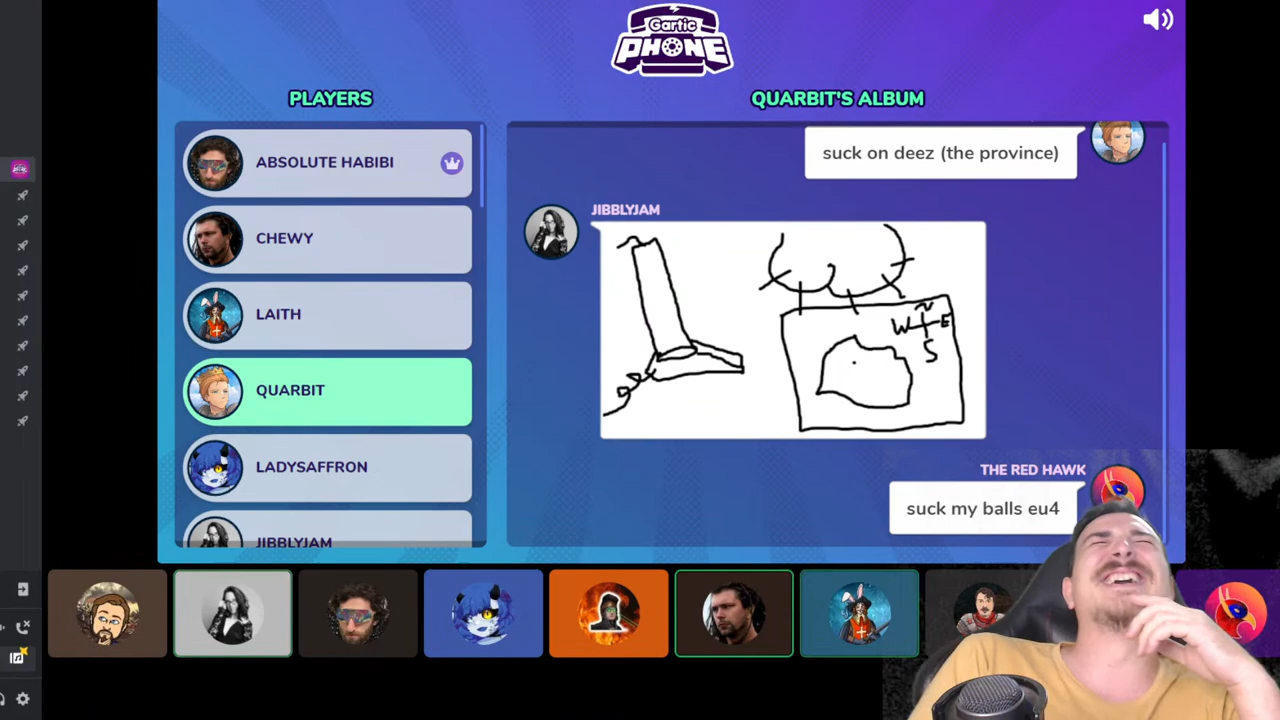 Gartic
PHONE
PLAYERS
ABSOLUTE HABIBI
CHEWY
LAITH
QUARBIT
LADYSAFFRON
JIBBLYJAM
QUARBIT'S ALBUM
suck on deez (the province)
JIBBLYJAM
N
W E
S
THE RED HAWK
suck my balls eu4